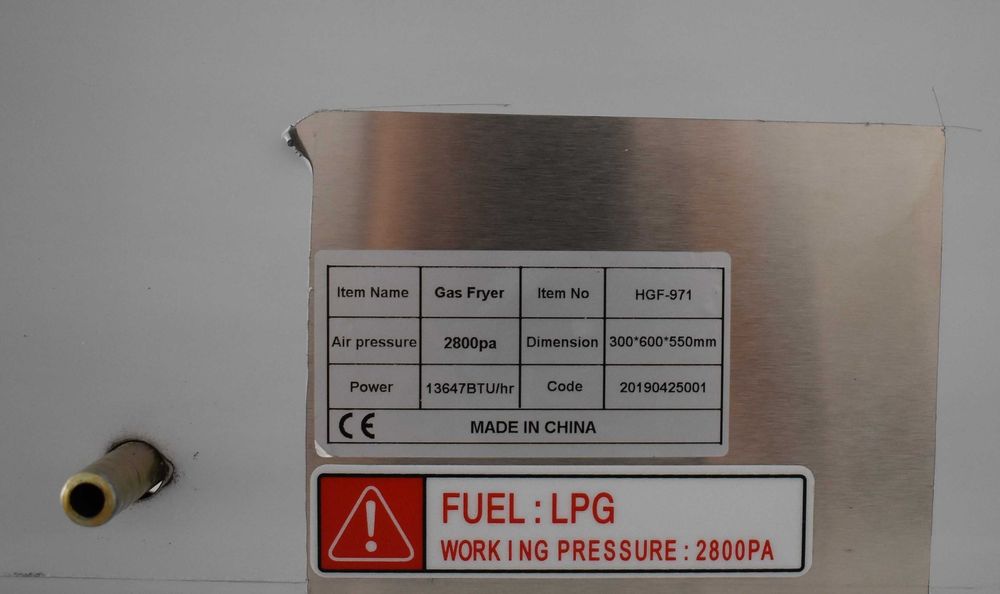 Item Name Gas Fryer Item No HGF-971
Air pressure 2800pa Dimension 300*600*550mm
Power 13647BTU/hr Code 20190425001
CE MADE IN CHINA
FUEL : LPG
WORKING PRESSURE : 2800PA